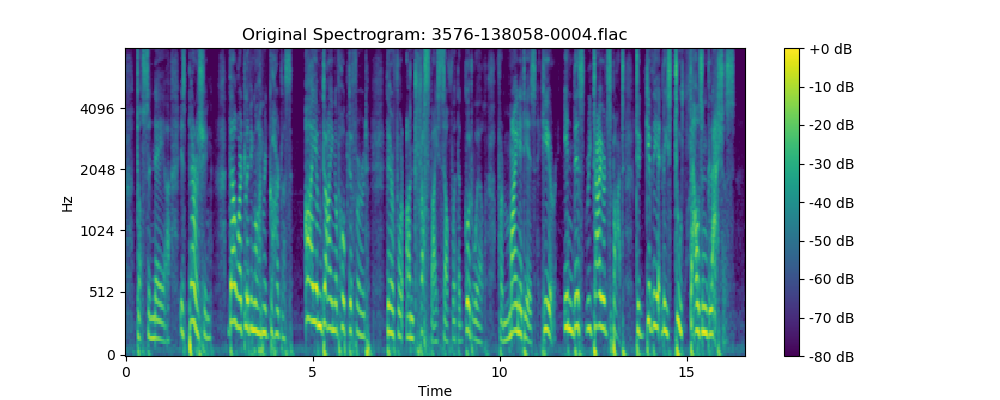 Original Spectrogram: 3576-138058-0004.flac
Hz
4096
2048
1024
512
0
0 5 10 15
Time
+0 dB
-10 dB
-20 dB
-30 dB
-40 dB
-50 dB
-60 dB
-70 dB
-80 dB